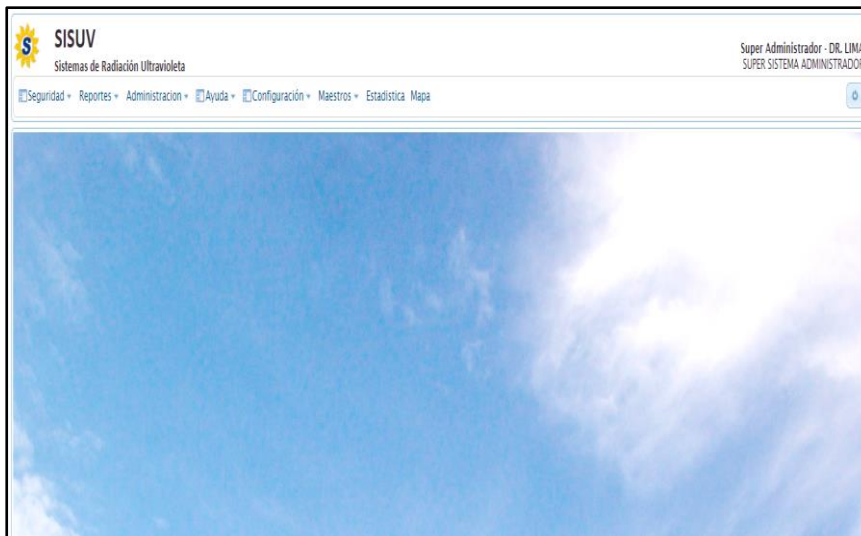 S
SISUV
Sistemas de Radiación Ultravioleta
Super Administrador - DR. LIMA
SUPER SISTEMA ADMINISTRADOR
Seguridad Reportes Administracion Ayuda Configuración Maestros Estadistica Mapa